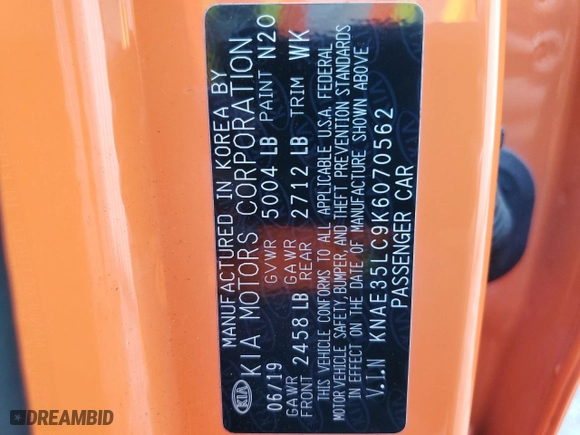 MANUFACTURED IN KOREA BY
KIA KIA MOTORS CORPORATION
06/19 GVWR 5004 LB PAINT N20
GAWR FRONT 2458 LB GAWR REAR 2712 LB TRIM WK
THIS VEHICLE CONFORMS TO ALL APPLICABLE U.S.A. FEDERAL
MOTOR VEHICLE SAFETY, BUMPER, AND THEFT PREVENTION STANDARDS
IN EFFECT ON THE DATE OF MANUFACTURE SHOWN ABOVE
V.I.N KNAE35LC9K6070562
PASSENGER CAR
DREAMBID